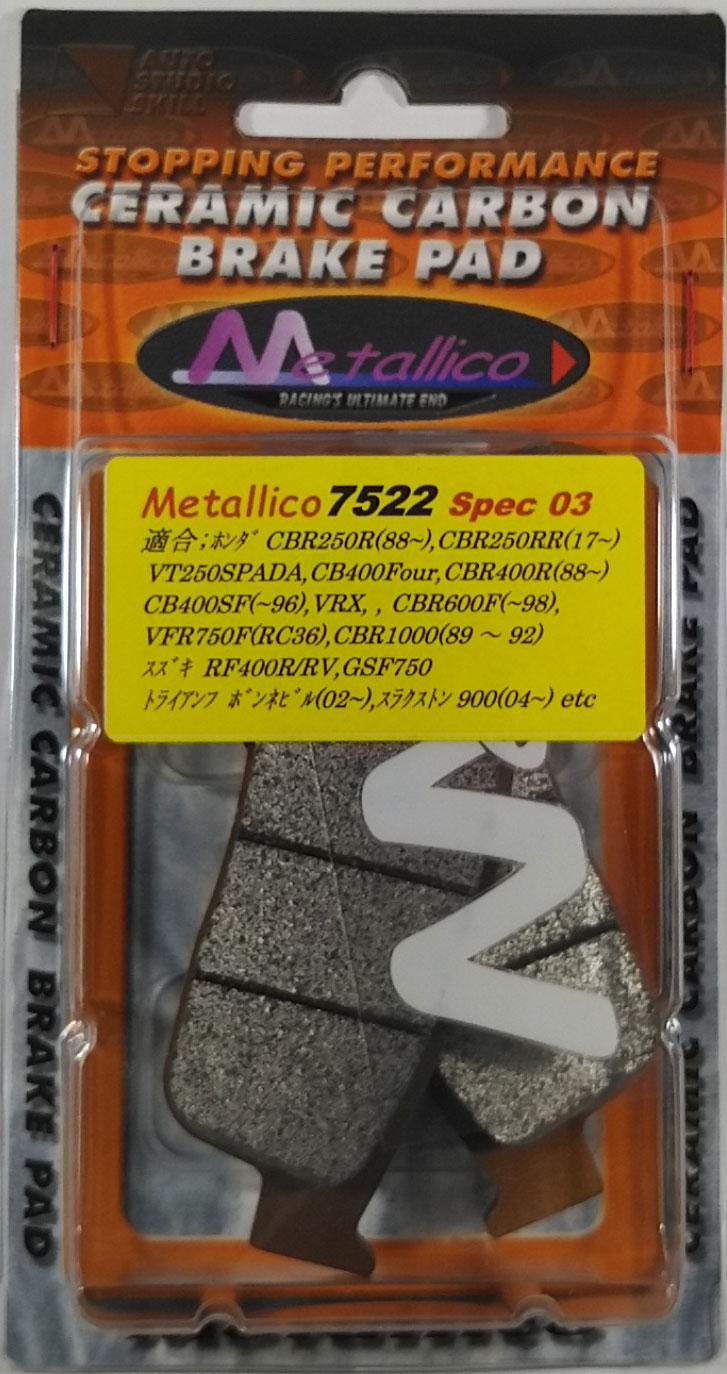 AUTO
STUDIO
SKILL
STOPPING PERFORMANCE
CERAMIC CARBON
BRAKE PAD
Metallico
RACING'S ULTIMATE END
Metallico 7522 Spec 03
適合；ﾎﾝﾀﾞ CBR250R(88~),CBR250RR(17~)
VT250SPADA,CB400Four,CBR400R(88~)
CB400SF(~96),VRX, , CBR600F(~98),
VFR750F(RC36),CBR1000(89 ～ 92)
ｽｽﾞｷ RF400R/RV,GSF750
ﾄﾗｲｱﾝﾌ ﾎﾞﾝﾈﾋﾞﾙ(02~),ｽﾗｸｽﾄﾝ 900(04~) etc
CERAMIC CARBON BRAKE PAD
CERAMIC CARBON BRAKE PAD